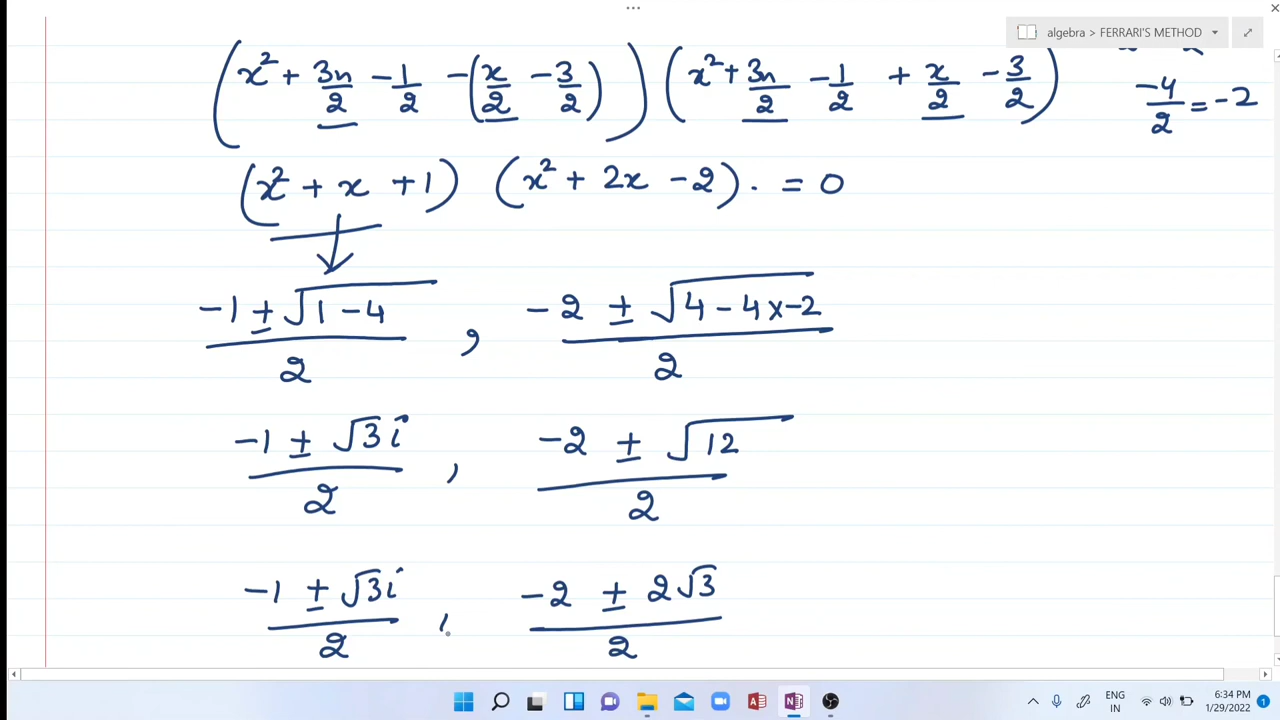 algebra > FERRARI'S METHOD
(x² + 3x/2 - 1/2 - (x/2 - 3/2)) (x² + 3x/2 - 1/2 + x/2 - 3/2)
-4/2 = -2
(x² + x + 1) (x² + 2x - 2). = 0
(-1 ± √(1 - 4))/2 , (-2 ± √(4 - 4x-2))/2
(-1 ± √3 i)/2 , (-2 ± √12)/2
(-1 ± √3 i)/2 , (-2 ± 2√3)/2
ENG
IN
6:34 PM
1/29/2022
1